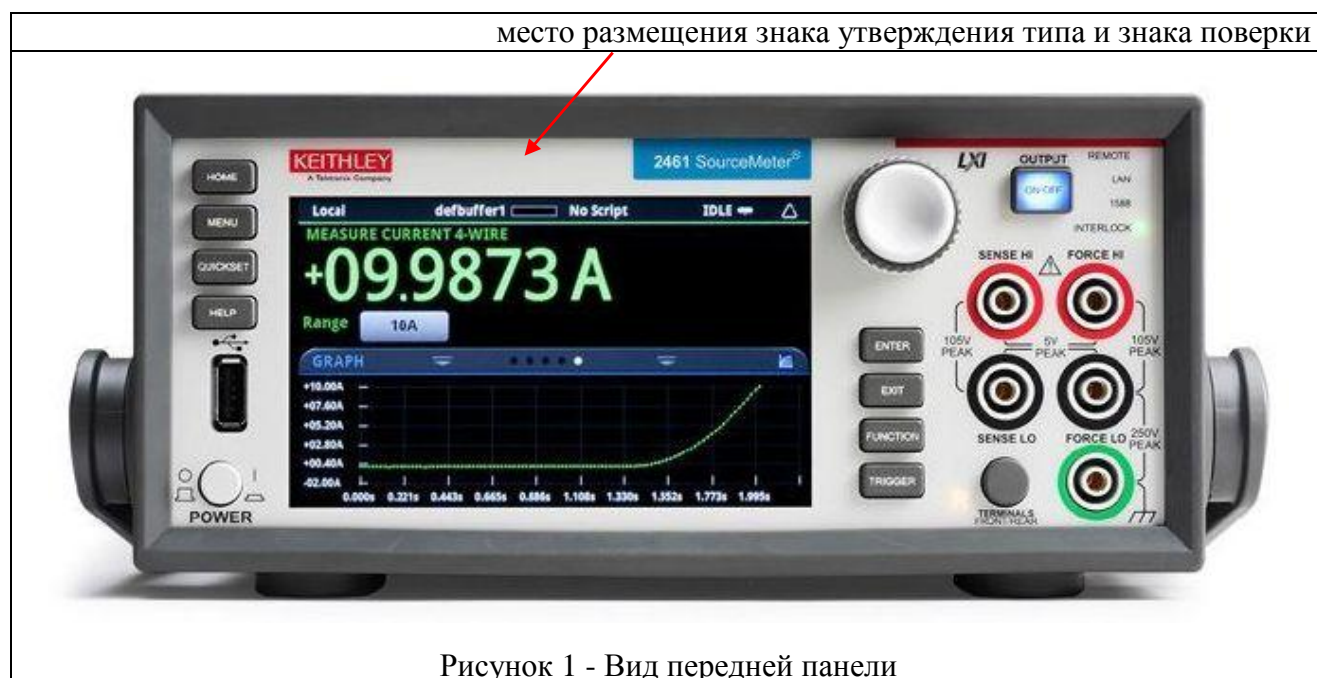 место размещения знака утверждения типа и знака поверки
KEITHLEY
A Tektronix Company
2461 SourceMeter®
LXI
OUTPUT
ON-OFF
REMOTE
LAN
1588
INTERLOCK
HOME
MENU
QUICKSET
HELP
Local defbuffer1 No Script IDLE
MEASURE CURRENT 4-WIRE
+09.9873 A
Range 10A
GRAPH
+10.00A
+07.60A
+05.20A
+02.80A
+00.40A
-02.00A
0.000s 0.221s 0.443s 0.665s 0.886s 1.108s 1.330s 1.552s 1.773s 1.995s
POWER
ENTER
EXIT
FUNCTION
TRIGGER
SENSE HI FORCE HI
105V PEAK
5V PEAK
105V PEAK
SENSE LO FORCE LO
250V PEAK
TERMINALS
FRONT/REAR
Рисунок 1 - Вид передней панели